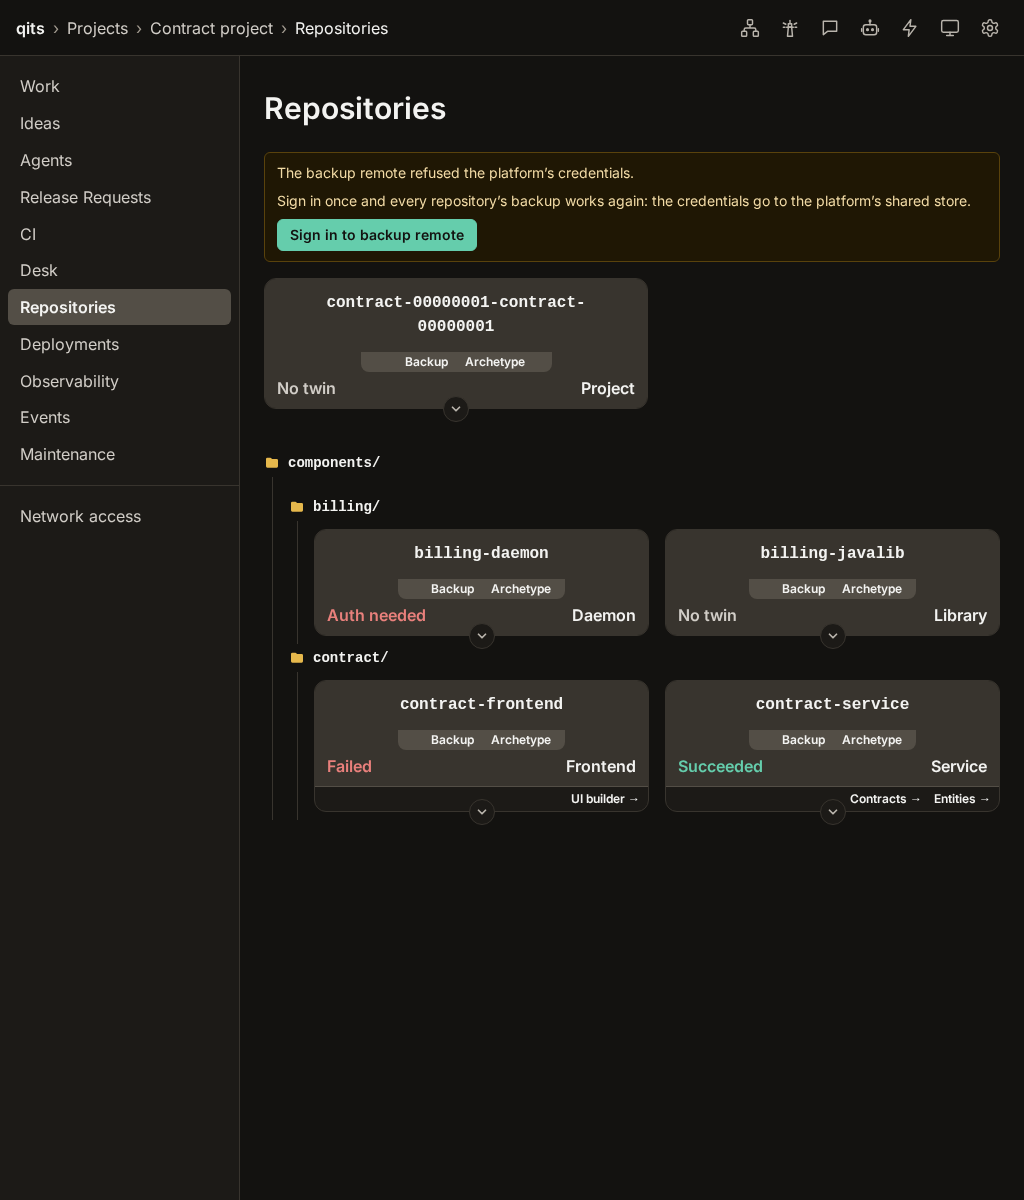 qits › Projects › Contract project › Repositories
Work
Ideas
Agents
Release Requests
CI
Desk
Repositories
Deployments
Observability
Events
Maintenance
Network access
Repositories
The backup remote refused the platform’s credentials.
Sign in once and every repository’s backup works again: the credentials go to the platform’s shared store.
Sign in to backup remote
contract-00000001-contract-
00000001
Backup Archetype
No twin Project
components/
billing/
billing-daemon
Backup Archetype
Auth needed Daemon
billing-javalib
Backup Archetype
No twin Library
contract/
contract-frontend
Backup Archetype
Failed Frontend
UI builder →
contract-service
Backup Archetype
Succeeded Service
Contracts → Entities →